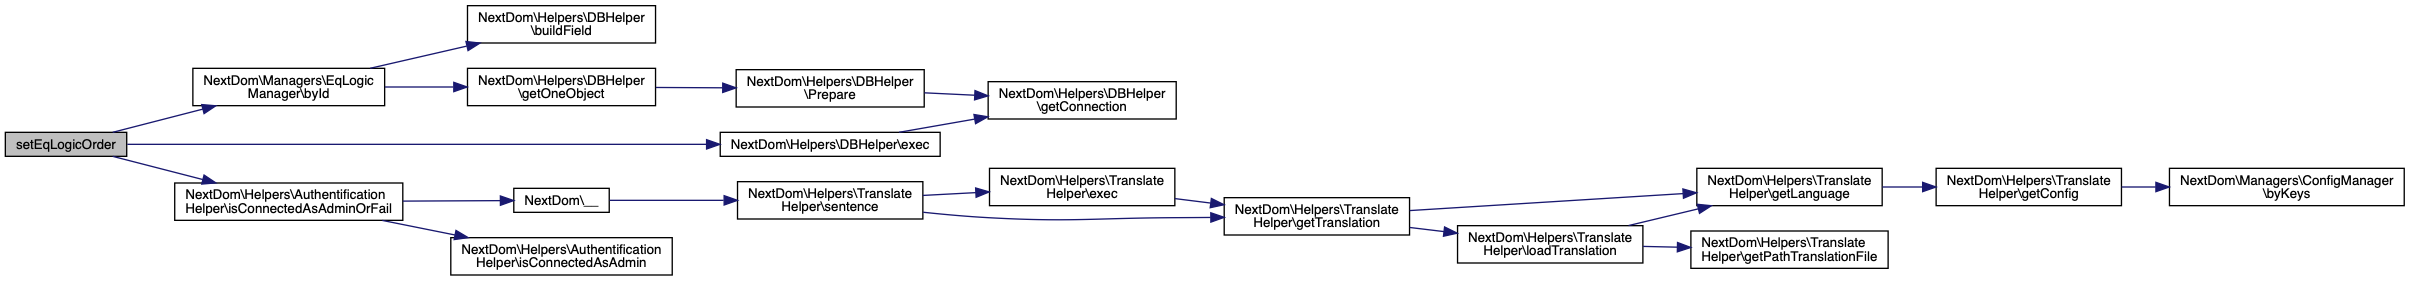 NextDom\Helpers\DBHelper
\buildField
NextDom\Managers\EqLogic
Manager\byId
NextDom\Helpers\DBHelper
\getOneObject
NextDom\Helpers\DBHelper
\Prepare
NextDom\Helpers\DBHelper
\getConnection
setEqLogicOrder
NextDom\Helpers\DBHelper\exec
NextDom\Helpers\Authentification
Helper\isConnectedAsAdminOrFail
NextDom\__
NextDom\Helpers\Translate
Helper\sentence
NextDom\Helpers\Translate
Helper\exec
NextDom\Helpers\Translate
Helper\getTranslation
NextDom\Helpers\Translate
Helper\getLanguage
NextDom\Helpers\Translate
Helper\getConfig
NextDom\Managers\ConfigManager
\byKeys
NextDom\Helpers\Translate
Helper\loadTranslation
NextDom\Helpers\Translate
Helper\getPathTranslationFile
NextDom\Helpers\Authentification
Helper\isConnectedAsAdmin